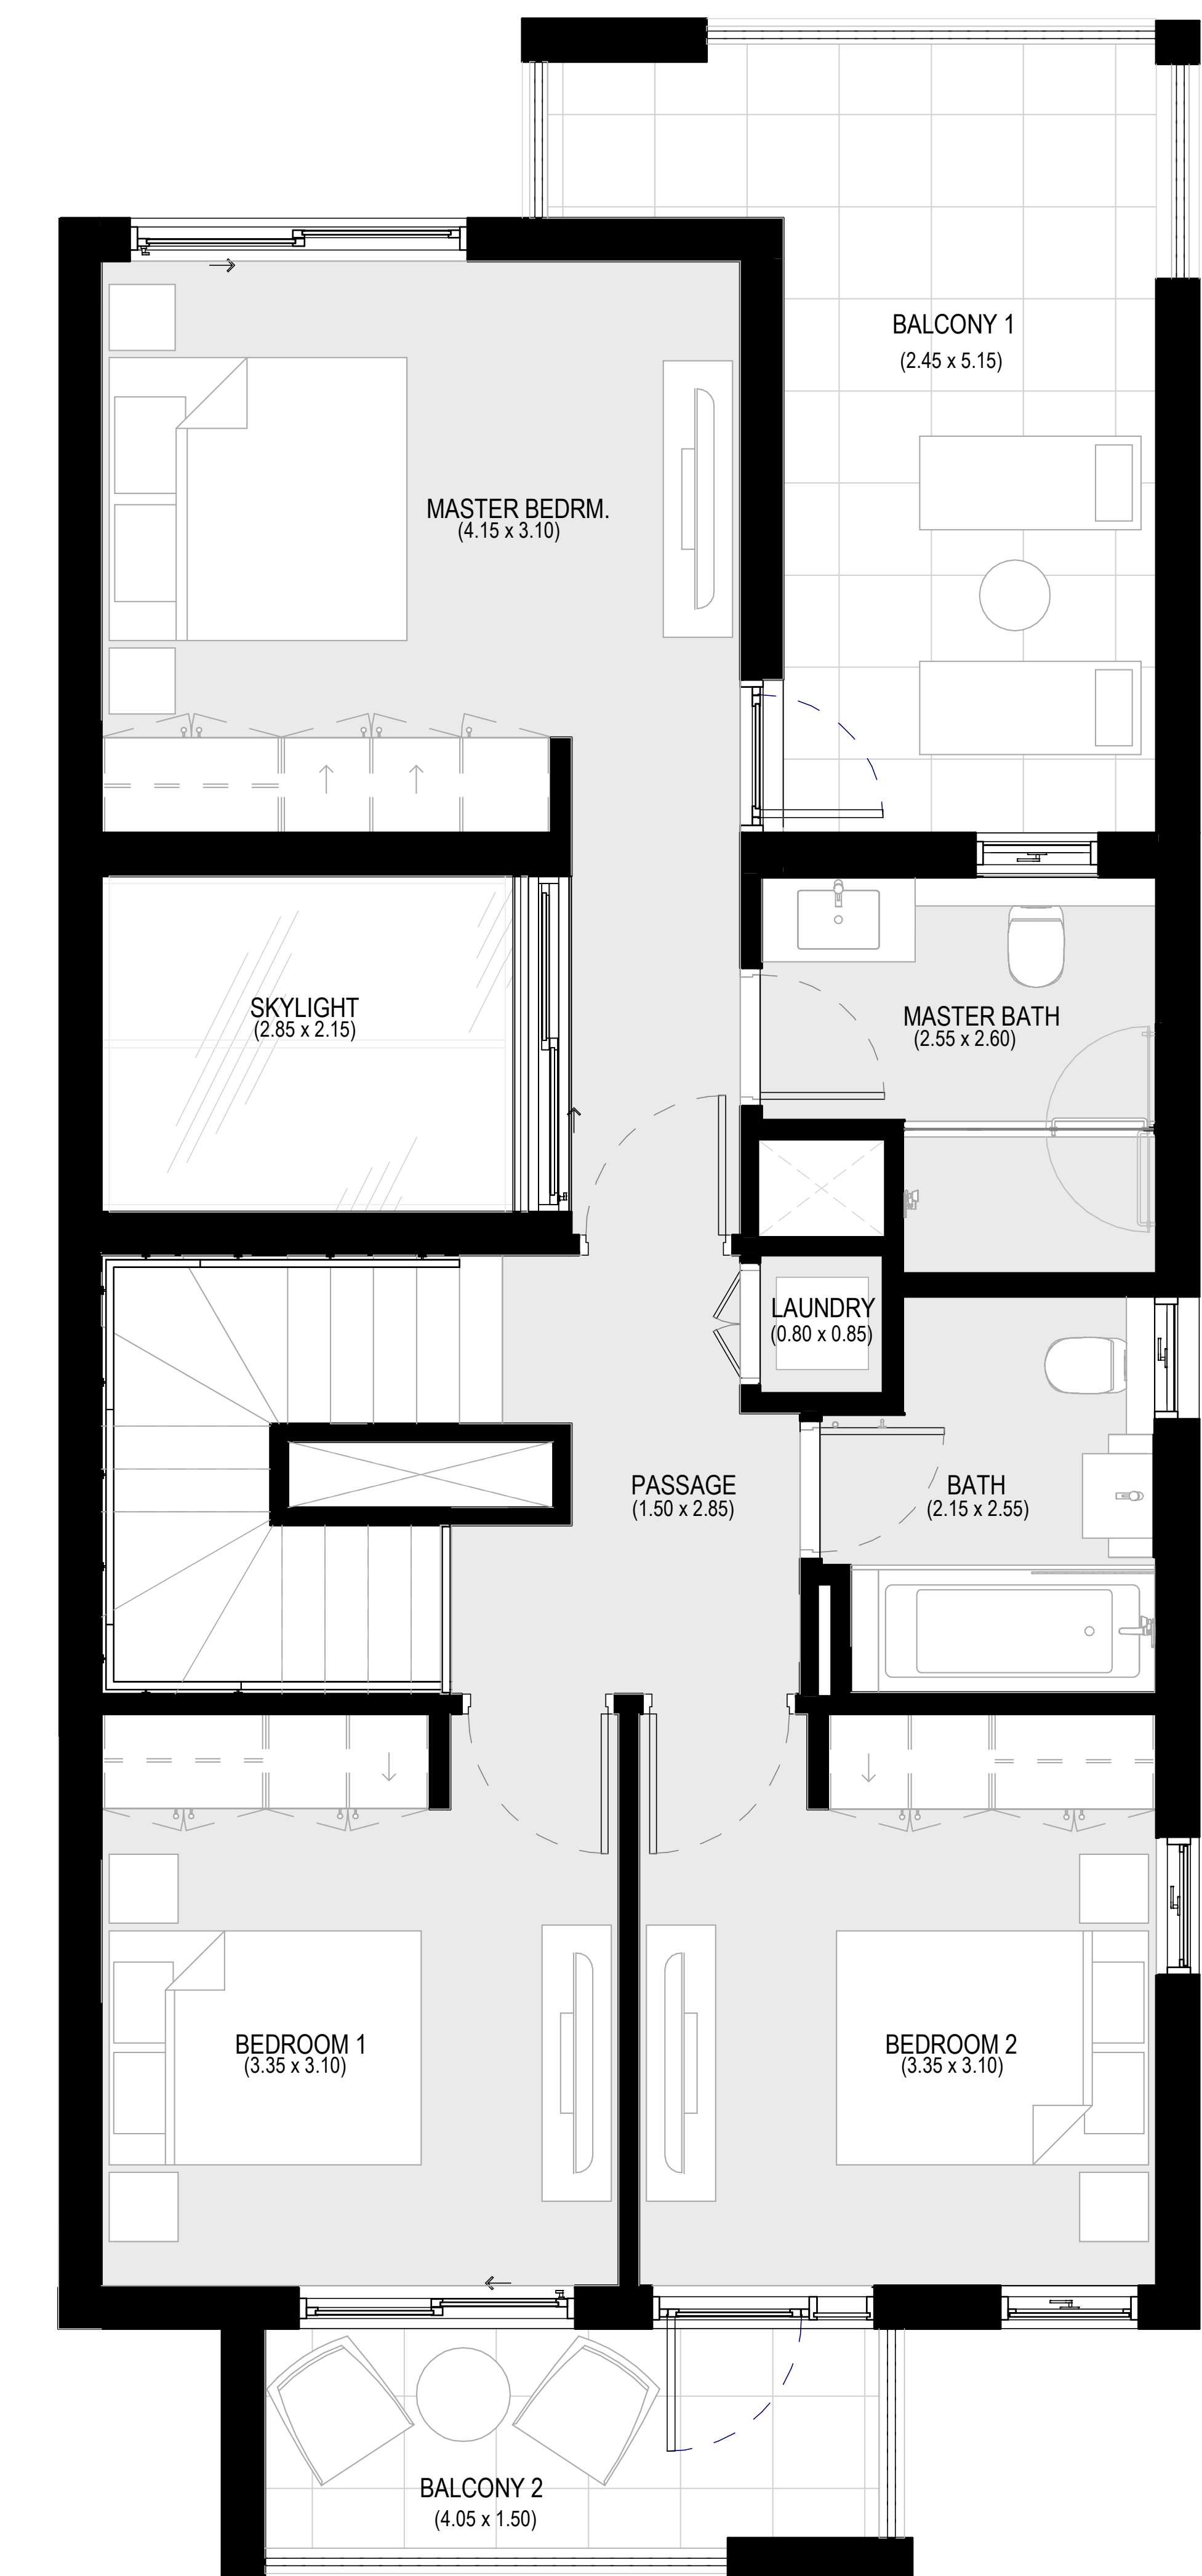 BALCONY 1
(2.45 x 5.15)
MASTER BEDRM.
(4.15 x 3.10)
SKYLIGHT
(2.85 x 2.15)
MASTER BATH
(2.55 x 2.60)
LAUNDRY
(0.80 x 0.85)
PASSAGE
(1.50 x 2.85)
BATH
(2.15 x 2.55)
BEDROOM 1
(3.35 x 3.10)
BEDROOM 2
(3.35 x 3.10)
BALCONY 2
(4.05 x 1.50)